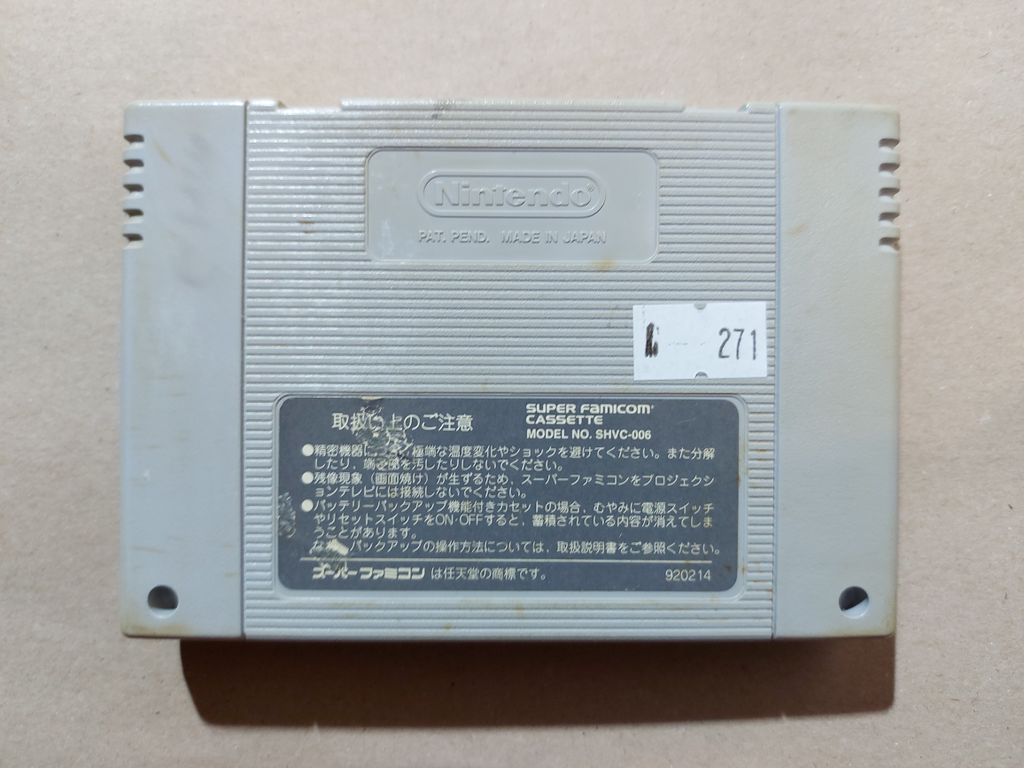 Nintendo®
PAT. PEND. MADE IN JAPAN
271
取扱い上のご注意
SUPER FAMICOM
CASSETTE
MODEL NO. SHVC-006
●精密機器 極端な温度変化やショックを避けてください。また分解
したり、端子部を汚したりしないでください。
●残像現象(画面焼け)が生ずるため、スーパーファミコンをプロジェクシ
ョンテレビには接続しないでください。
●バッテリーバックアップ機能付きカセットの場合、むやみに電源スイッチ
やリセットスイッチをON・OFFすると、蓄積されている内容が消えてしま
うことがあります。
なお、バックアップの操作方法については、取扱説明書をご参照ください。
スーパーファミコン は任天堂の商標です。
920214